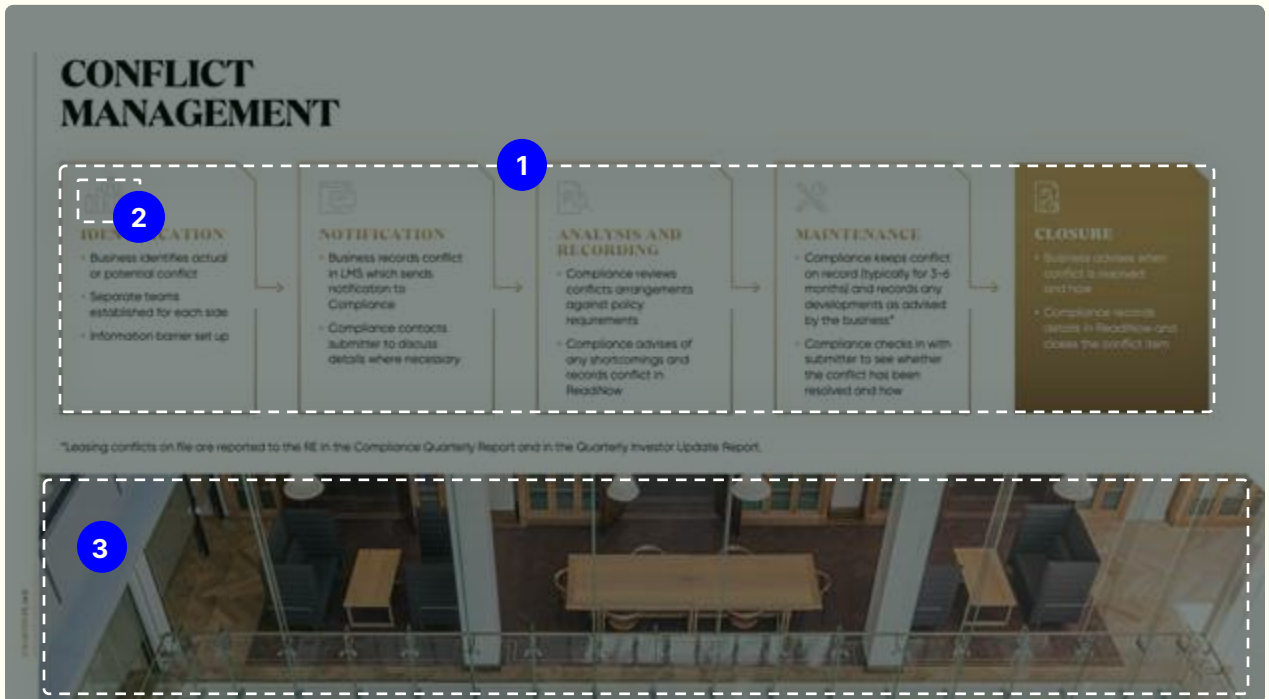 CONFLICT
MANAGEMENT
1
2
IDEN CATION
• Business identifies actual
or potential conflict
• Separate teams
established for each side
• Information barrier set up
NOTIFICATION
• Business records conflict
in LMS which sends
notification to
Compliance
• Compliance contacts
submitter to discuss
details where necessary
ANALYSIS AND
RECORDING
• Compliance reviews
conflicts arrangements
against policy
requirements
• Compliance advises of
any shortcomings and
records conflict in
ReadiNow
MAINTENANCE
• Compliance keeps conflict
on record (typically for 3-6
months) and records any
developments as advised
by the business*
• Compliance checks in with
submitter to see whether
the conflict has been
resolved and how
CLOSURE
• Business advises when
conflict is resolved
and how
• Compliance records
details in ReadiNow and
closes the conflict item
*Leasing conflicts on file are reported to the RE in the Compliance Quarterly Report and in the Quarterly Investor Update Report.
3